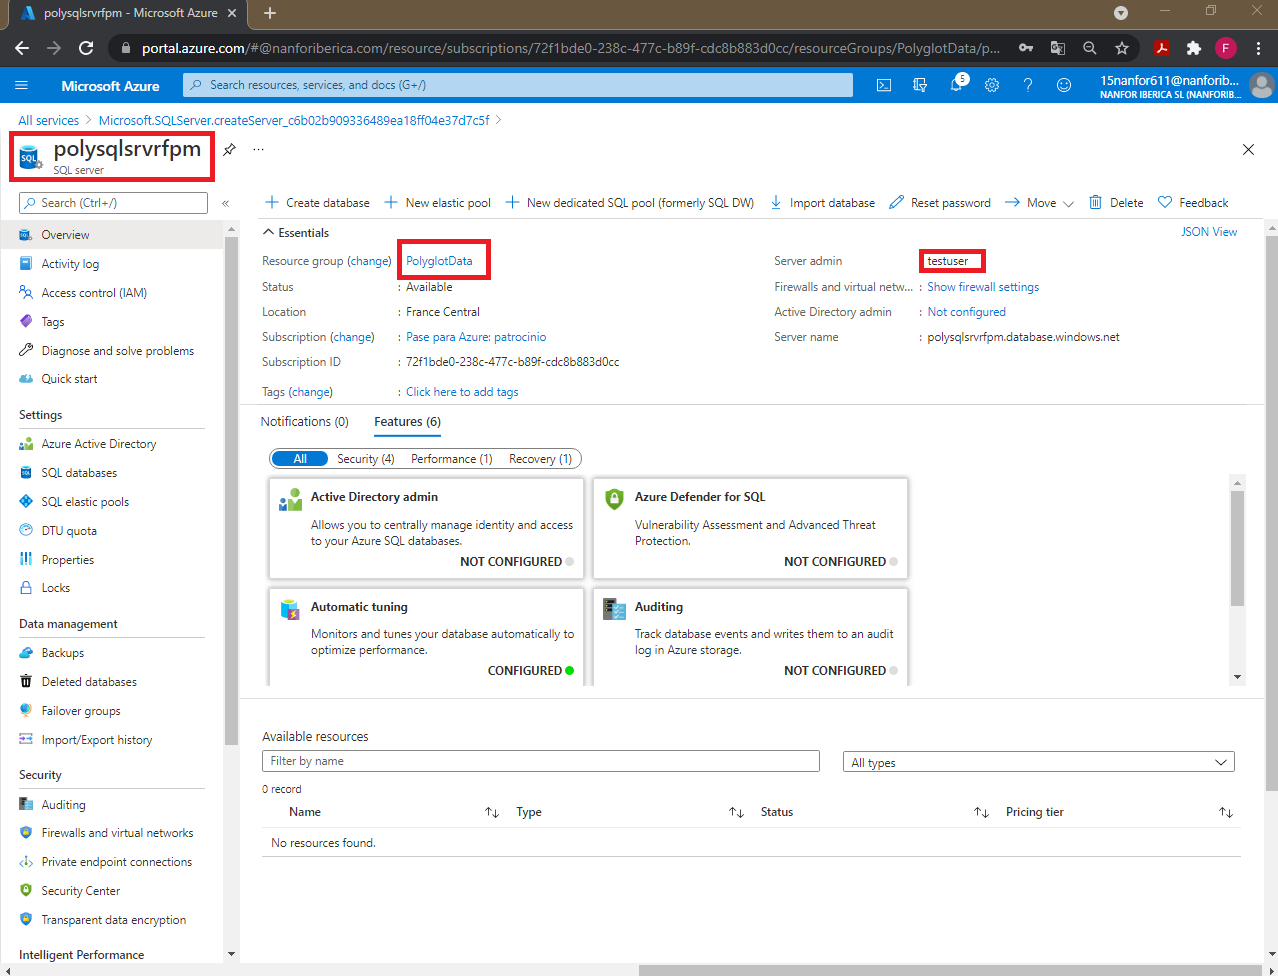 polysqlsrvrfpm - Microsoft Azure
portal.azure.com/#@nanforiberica.com/resource/subscriptions/72f1bde0-238c-477c-b89f-cdc8b883d0cc/resourceGroups/PolyglotData/p...
F
Microsoft Azure
Search resources, services, and docs (G+/)
5
15nanfor611@nanforib...
NANFOR IBERICA SL (NANFORIB...
All services > Microsoft.SQLServer.createServer_c6b02b909336489ea18ff04e37d7c5f >
SQL
polysqlsrvrfpm
SQL server
Search (Ctrl+/)
Create database
New elastic pool
New dedicated SQL pool (formerly SQL DW)
Import database
Reset password
Move
Delete
Feedback
Overview
Activity log
Access control (IAM)
Tags
Diagnose and solve problems
Quick start
Settings
Azure Active Directory
SQL databases
SQL elastic pools
DTU quota
Properties
Locks
Data management
Backups
Deleted databases
Failover groups
Import/Export history
Security
Auditing
Firewalls and virtual networks
Private endpoint connections
Security Center
Transparent data encryption
Intelligent Performance
Essentials
JSON View
Resource group (change) PolyglotData
Status : Available
Location : France Central
Subscription (change) : Pase para Azure: patrocinio
Subscription ID : 72f1bde0-238c-477c-b89f-cdc8b883d0cc
Tags (change) : Click here to add tags
Server admin testuser
Firewalls and virtual netw... : Show firewall settings
Active Directory admin : Not configured
Server name : polysqlsrvrfpm.database.windows.net
Notifications (0) Features (6)
All Security (4) Performance (1) Recovery (1)
Active Directory admin
Allows you to centrally manage identity and access
to your Azure SQL databases.
NOT CONFIGURED
Azure Defender for SQL
Vulnerability Assessment and Advanced Threat
Protection.
NOT CONFIGURED
Automatic tuning
Monitors and tunes your database automatically to
optimize performance.
CONFIGURED
Auditing
Track database events and writes them to an audit
log in Azure storage.
NOT CONFIGURED
Available resources
Filter by name
All types
0 record
Name Type Status Pricing tier
No resources found.